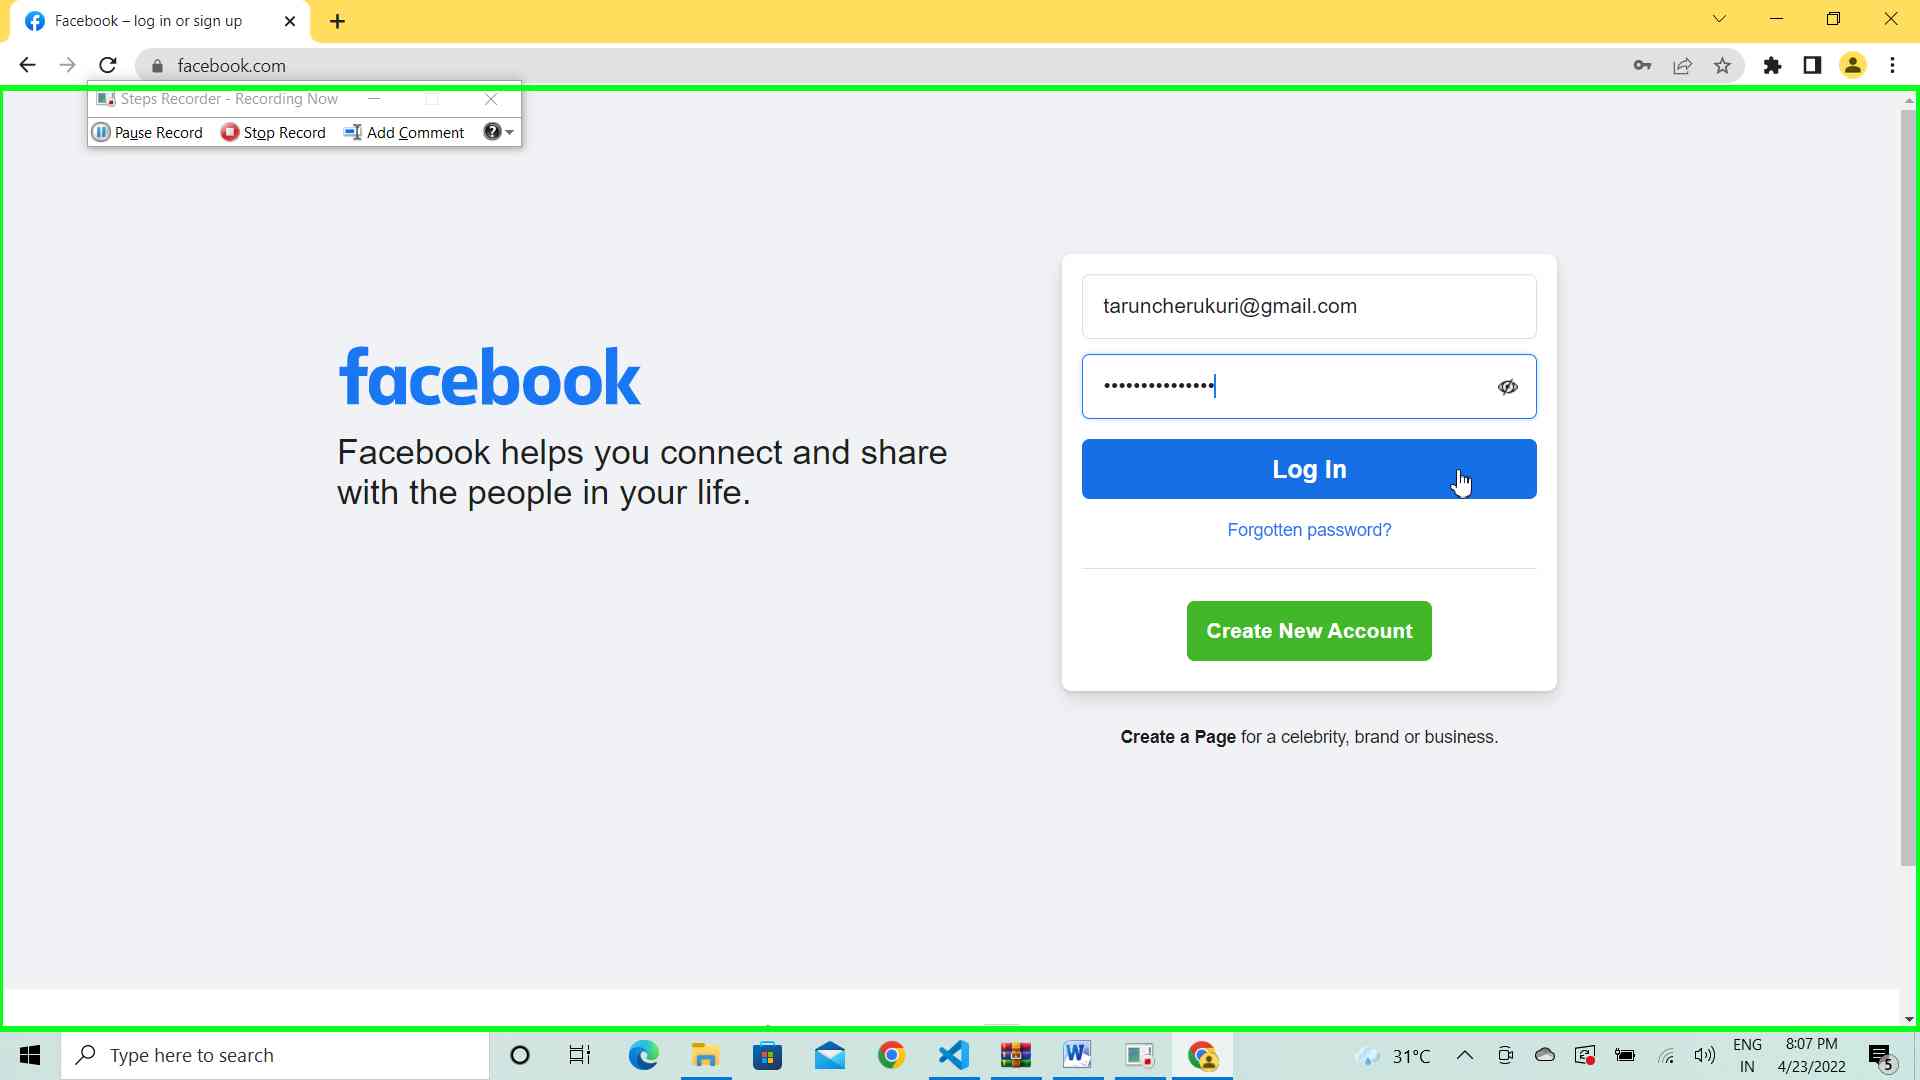 Facebook – log in or sign up
facebook.com
Steps Recorder - Recording Now
Pause Record Stop Record Add Comment
taruncherukuri@gmail.com
facebook
Facebook helps you connect and share
with the people in your life.
•••••••••••••••
Log In
Forgotten password?
Create New Account
Create a Page for a celebrity, brand or business.
Type here to search
31°C
ENG
IN
8:07 PM
4/23/2022
5